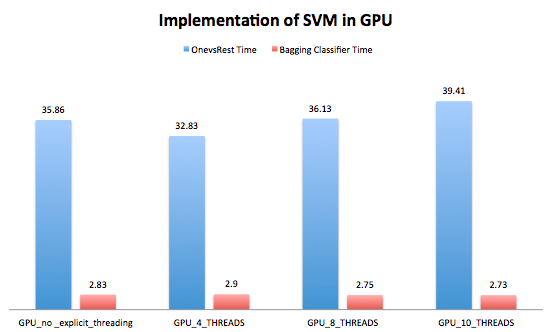 Implementation of SVM in GPU
OnevsRest Time Bagging Classifier Time
35.86 2.83 32.83 2.9 36.13 2.75 39.41 2.73
GPU_no _explicit_threading GPU_4_THREADS GPU_8_THREADS GPU_10_THREADS